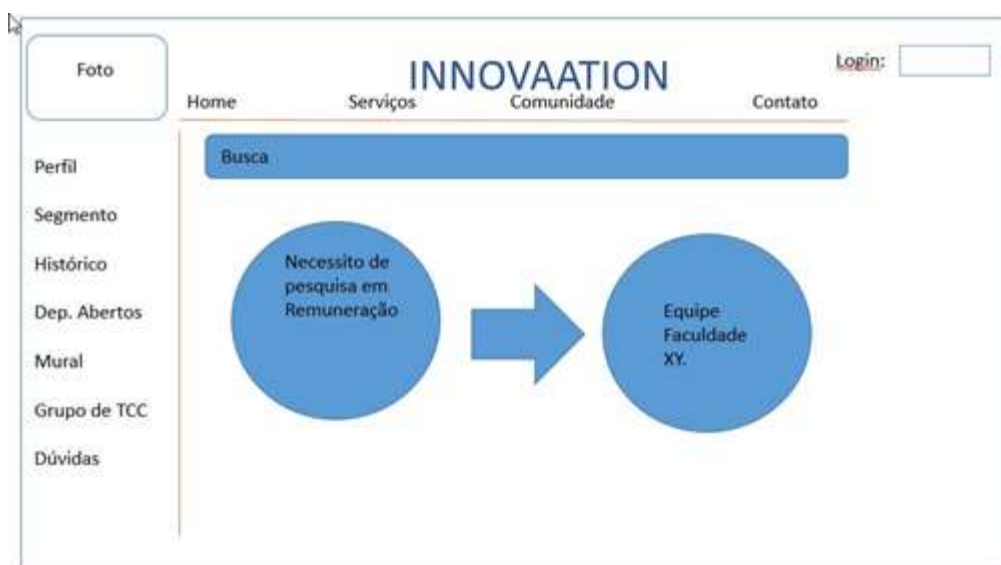 Foto
INNOVAATION
Login:
Home Serviços Comunidade Contato
Busca
Perfil
Segmento
Histórico
Dep. Abertos
Mural
Grupo de TCC
Dúvidas
Necessito de
pesquisa em
Remuneração
Equipe
Faculdade
XY.